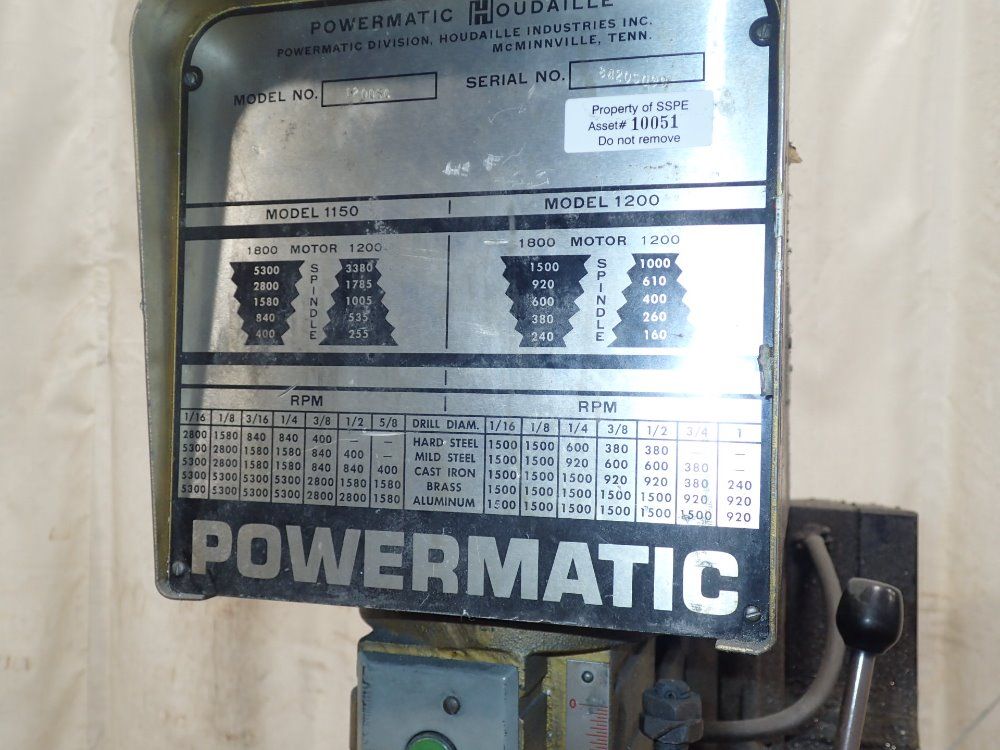 POWERMATIC HOUDAILLE
POWERMATIC DIVISION, HOUDAILLE INDUSTRIES INC.
McMINNVILLE, TENN.
MODEL NO. SERIAL NO.
Property of SSPE
Asset# 10051
Do not remove
MODEL 1150 MODEL 1200
1800 MOTOR 1200 1800 MOTOR 1200
SPINDLE SPINDLE
5300 3380 1500 1000
2800 1785 920 610
1580 1005 600 400
840 535 380 260
400 255 240 160
RPM RPM
1/16 1/8 3/16 1/4 3/8 1/2 5/8 DRILL DIAM. 1/16 1/8 1/4 3/8 1/2 3/4 1
2800 1580 840 840 400 — — HARD STEEL 1500 1500 600 380 380 — —
5300 2800 1580 1580 840 400 — MILD STEEL 1500 1500 920 600 600 380 —
5300 2800 1580 1580 840 840 400 CAST IRON 1500 1500 1500 920 920 380 240
5300 5300 5300 5300 2800 1580 1580 BRASS 1500 1500 1500 1500 1500 920 920
5300 5300 5300 5300 2800 2800 1580 ALUMINUM 1500 1500 1500 1500 1500 1500 920
POWERMATIC
0